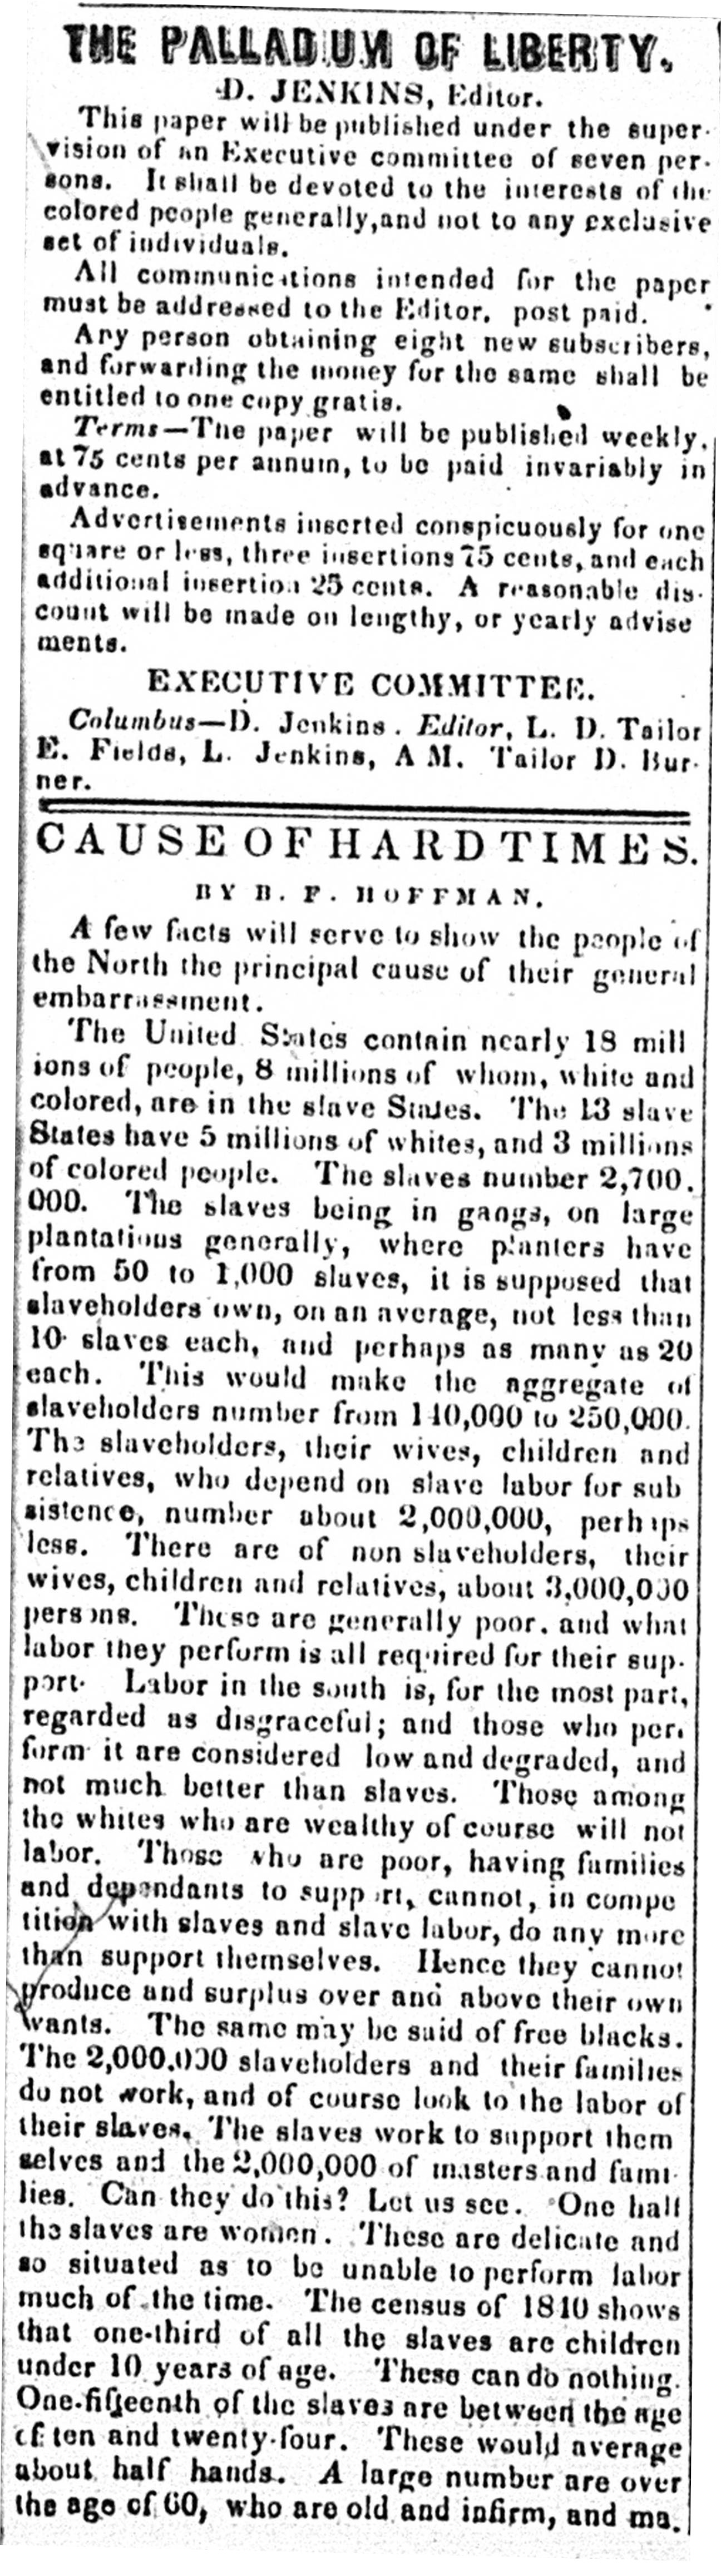 THE PALLADIUM OF LIBERTY.
D. JENKINS, Editor.
This paper will be published under the super-
vision of an Executive committee of seven per-
sons. It shall be devoted to the interests of the
colored people generally, and not to any exclusive
set of individuals.
All communications intended for the paper
must be addressed to the Editor. post paid.
Any person obtaining eight new subscribers,
and forwarding the money for the same shall be
entitled to one copy gratis.
Terms—The paper will be published weekly,
at 75 cents per annum, to be paid invariably in
advance.
Advertisements inserted conspicuously for one
square or less, three insertions 75 cents, and each
additional insertion 25 cents. A reasonable dis-
count will be made on lengthy, or yearly advise
ments.
EXECUTIVE COMMITTEE.
Columbus—D. Jenkins. Editor, L. D. Tailor
E. Fields, L. Jenkins, A M. Tailor D. Bur-
ner.
CAUSE OF HARD TIMES.
BY B. F. HOFFMAN.
A few facts will serve to show the people of
the North the principal cause of their general
embarrassment.
The United States contain nearly 18 mill
ions of people, 8 millions of whom, white and
colored, are in the slave States. The 13 slave
States have 5 millions of whites, and 3 millions
of colored people. The slaves number 2,700.
000. The slaves being in gangs, on large
plantations generally, where planters have
from 50 to 1,000 slaves, it is supposed that
slaveholders own, on an average, not less than
10 slaves each, and perhaps as many as 20
each. This would make the aggregate of
slaveholders number from 140,000 to 250,000.
The slaveholders, their wives, children and
relatives, who depend on slave labor for sub
sistence, number about 2,000,000, perhaps
less. There are of non slaveholders, their
wives, children and relatives, about 3,000,000
persons. These are generally poor. and what
labor they perform is all required for their sup-
port. Labor in the south is, for the most part,
regarded as disgraceful; and those who per.
form it are considered low and degraded, and
not much better than slaves. Those among
the whites who are wealthy of course will not
labor. Those who are poor, having families
and dependants to support, cannot, in compe
tition with slaves and slave labor, do any more
than support themselves. Hence they cannot
produce and surplus over and above their own
wants. The same may be said of free blacks.
The 2,000,000 slaveholders and their families
do not work, and of course look to the labor of
their slaves. The slaves work to support them
selves and the 2,000,000 of masters and fami-
lies. Can they do this? Let us see. One half
the slaves are women. These are delicate and
so situated as to be unable to perform labor
much of the time. The census of 1840 shows
that one-third of all the slaves are children
under 10 years of age. These can do nothing.
One-fifteenth of the slaves are between the age
of ten and twenty-four. These would average
about half hands. A large number are over
the age of 60, who are old and infirm, and ma.